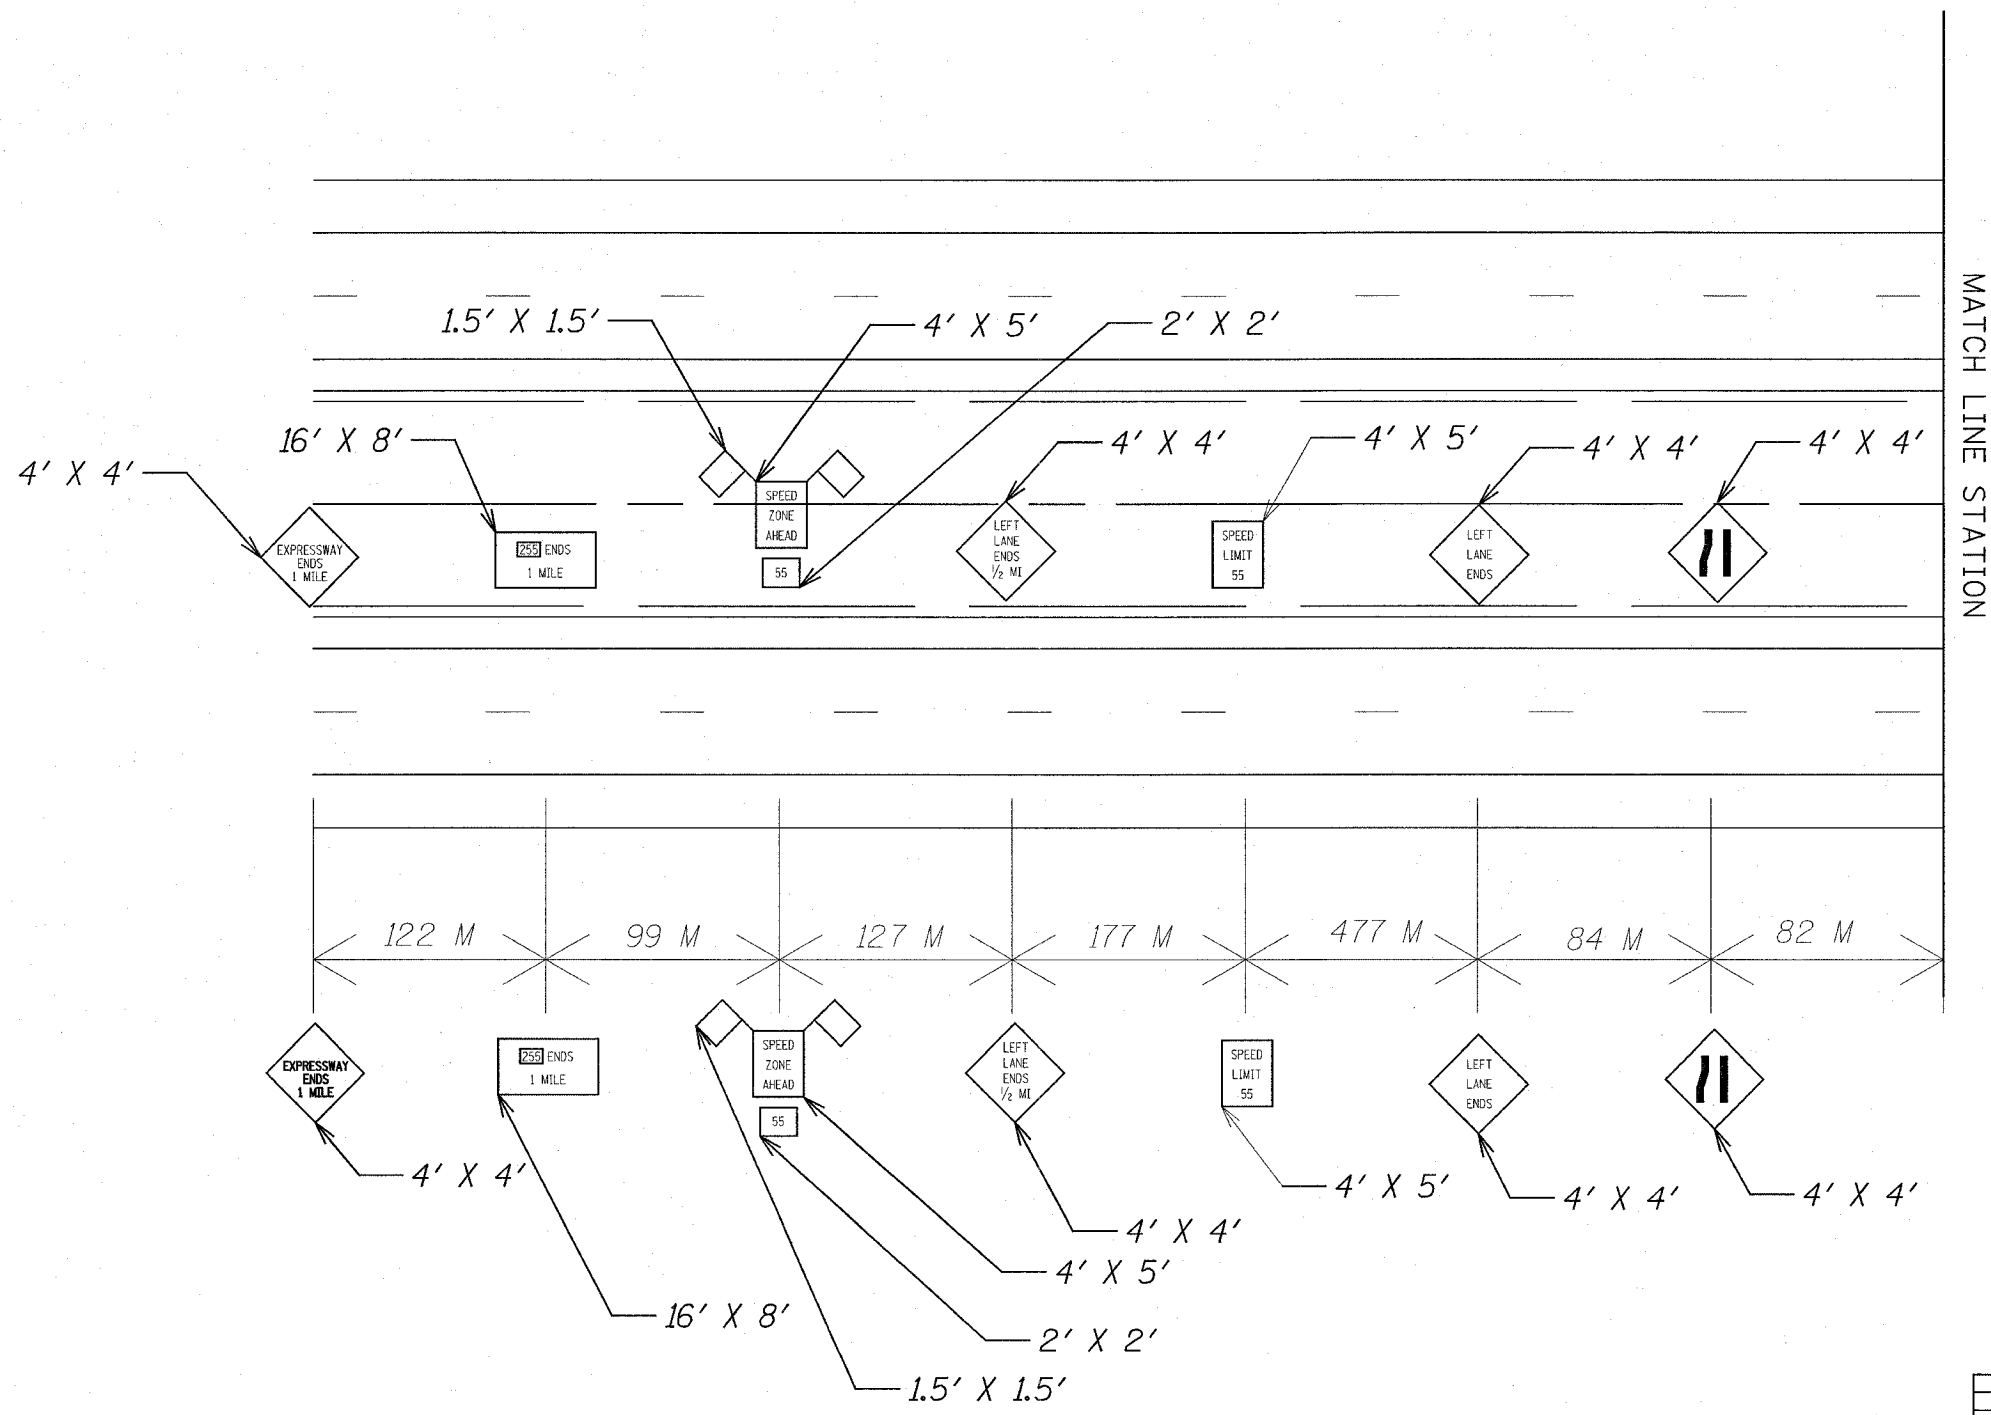 1.5' X 1.5'
4' X 5'
2' X 2'
16' X 8'
4' X 4'
4' X 4'
4' X 5'
4' X 4'
4' X 4'
EXPRESSWAY
ENDS
1 MILE
255 ENDS
1 MILE
SPEED
ZONE
AHEAD
55
LEFT
LANE
ENDS
1/2 MI
SPEED
LIMIT
55
LEFT
LANE
ENDS
MATCH LINE STATION
122 M
99 M
127 M
177 M
477 M
84 M
82 M
EXPRESSWAY
ENDS
1 MILE
255 ENDS
1 MILE
SPEED
ZONE
AHEAD
55
LEFT
LANE
ENDS
1/2 MI
SPEED
LIMIT
55
LEFT
LANE
ENDS
4' X 4'
16' X 8'
1.5' X 1.5'
2' X 2'
4' X 5'
4' X 4'
4' X 5'
4' X 4'
4' X 4'